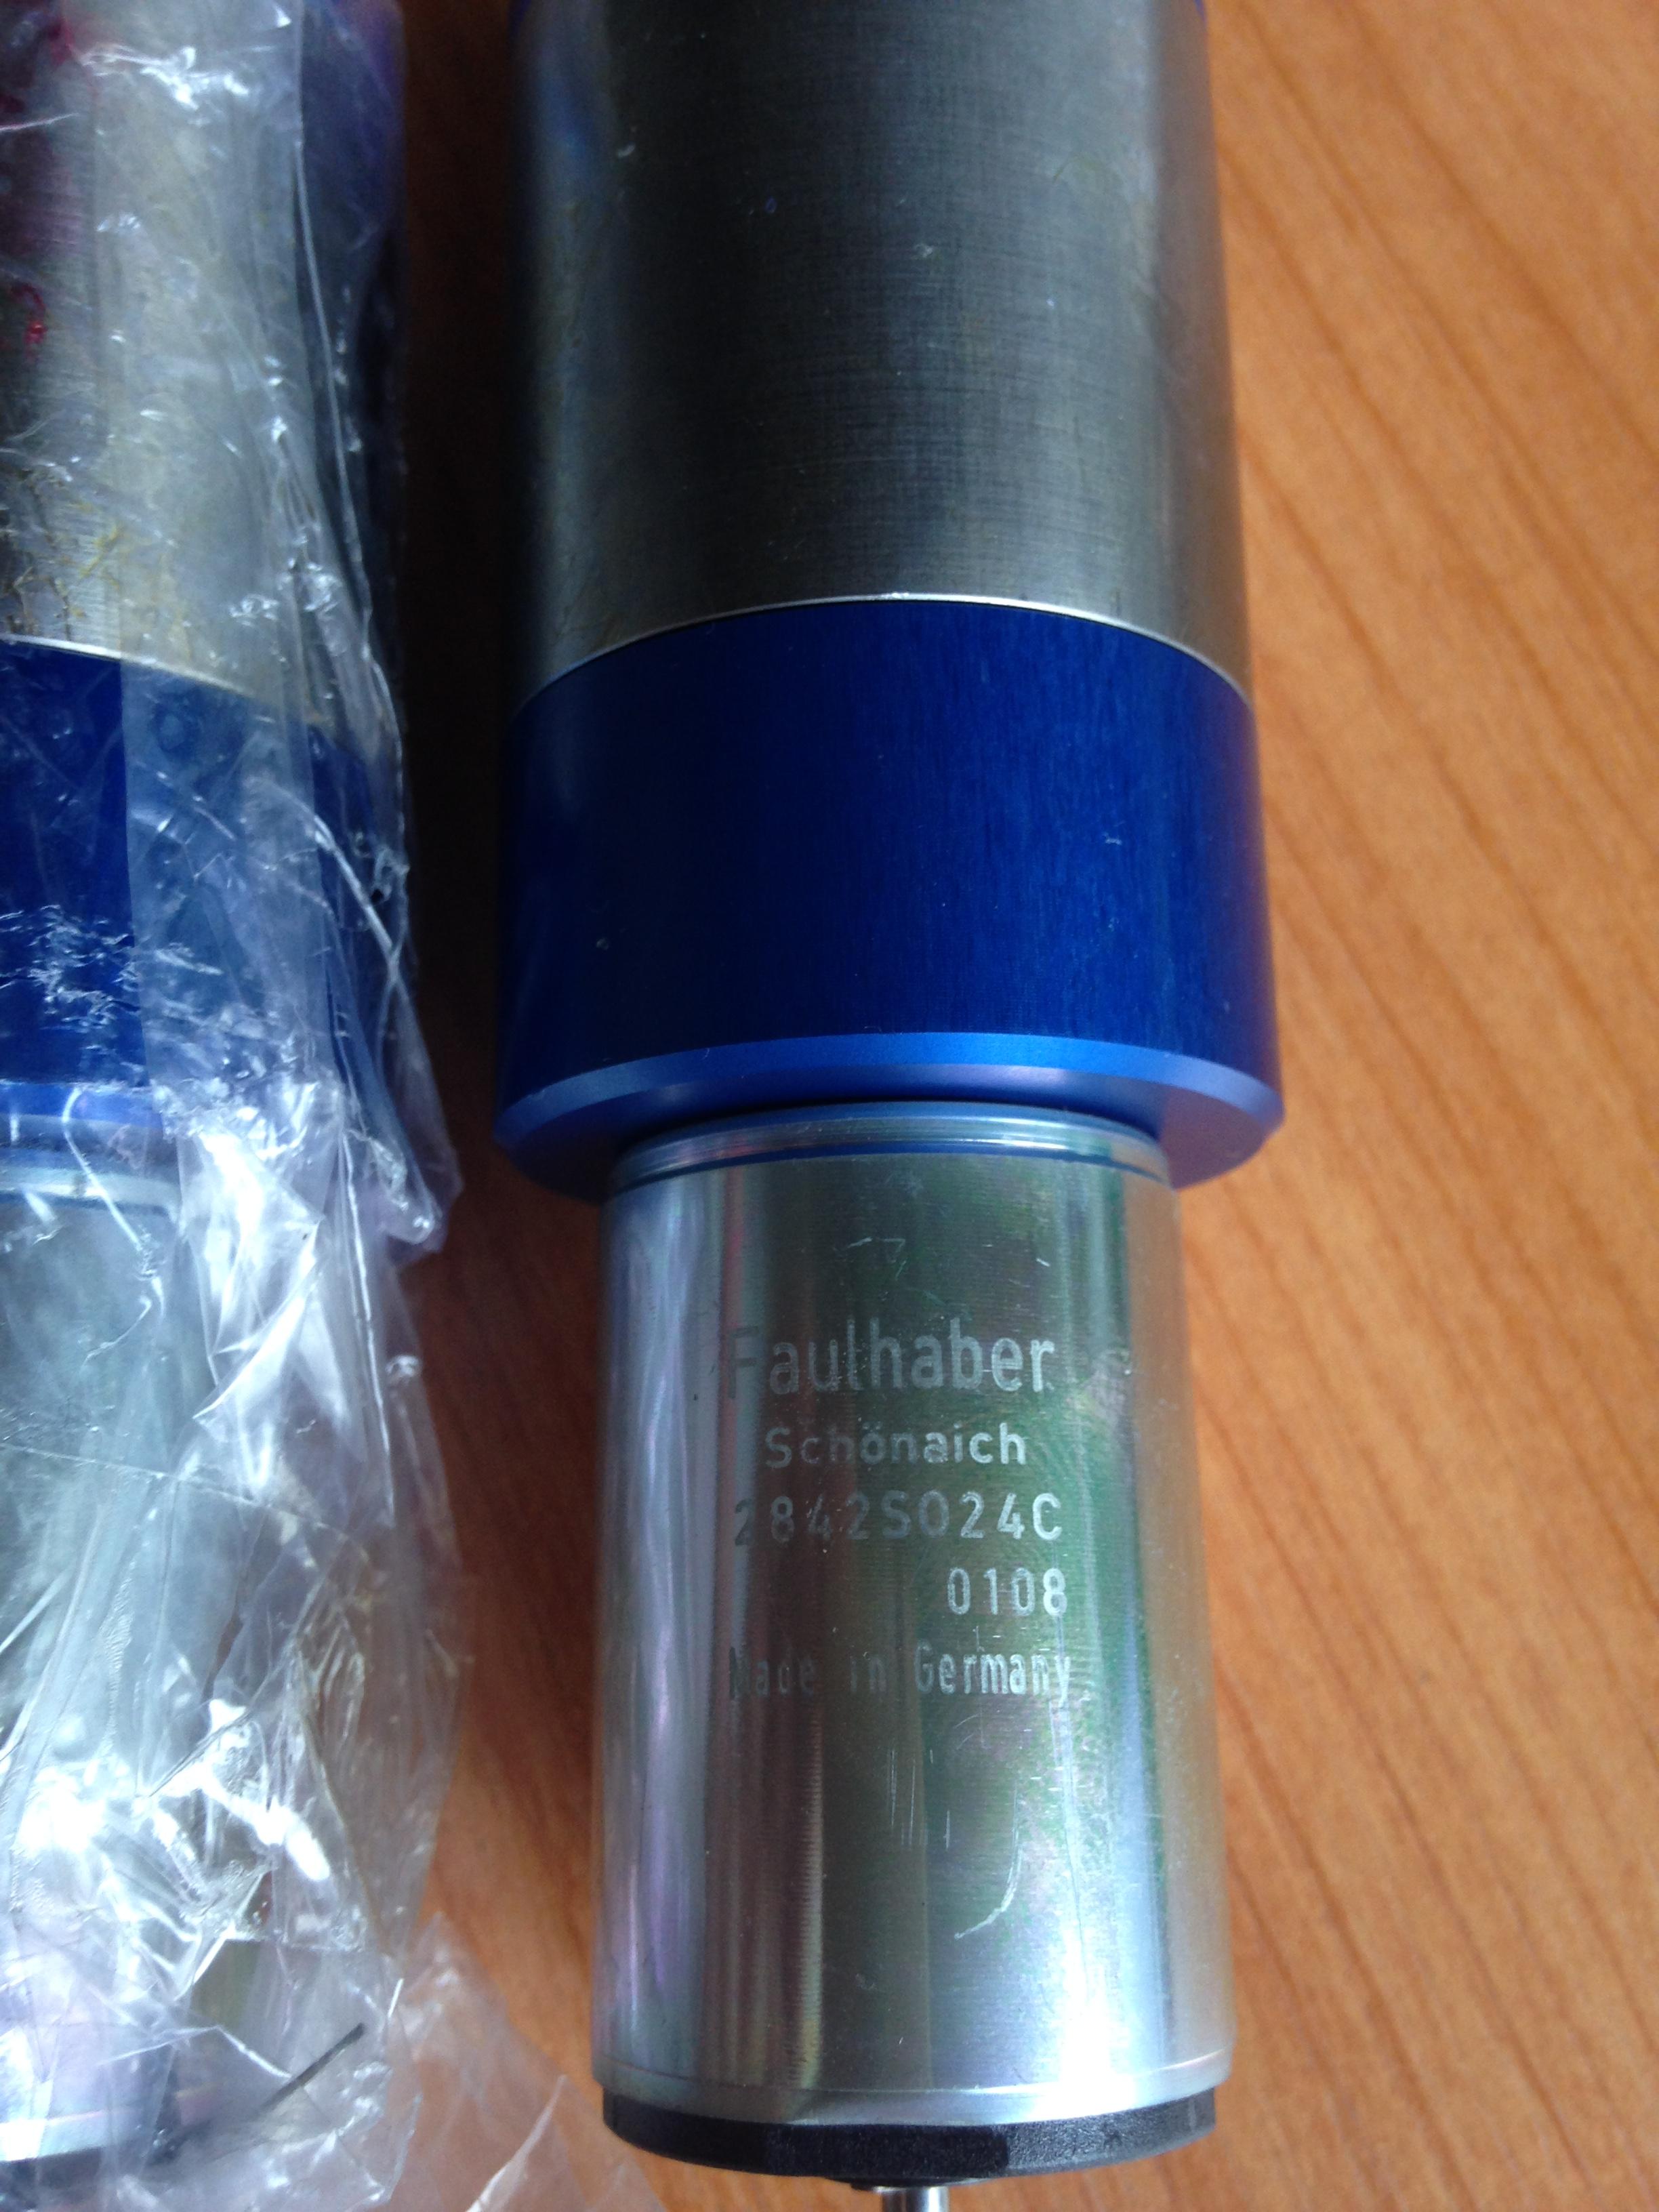 Faulhaber
Schönaich
2842S024C
0108
Made in Germany